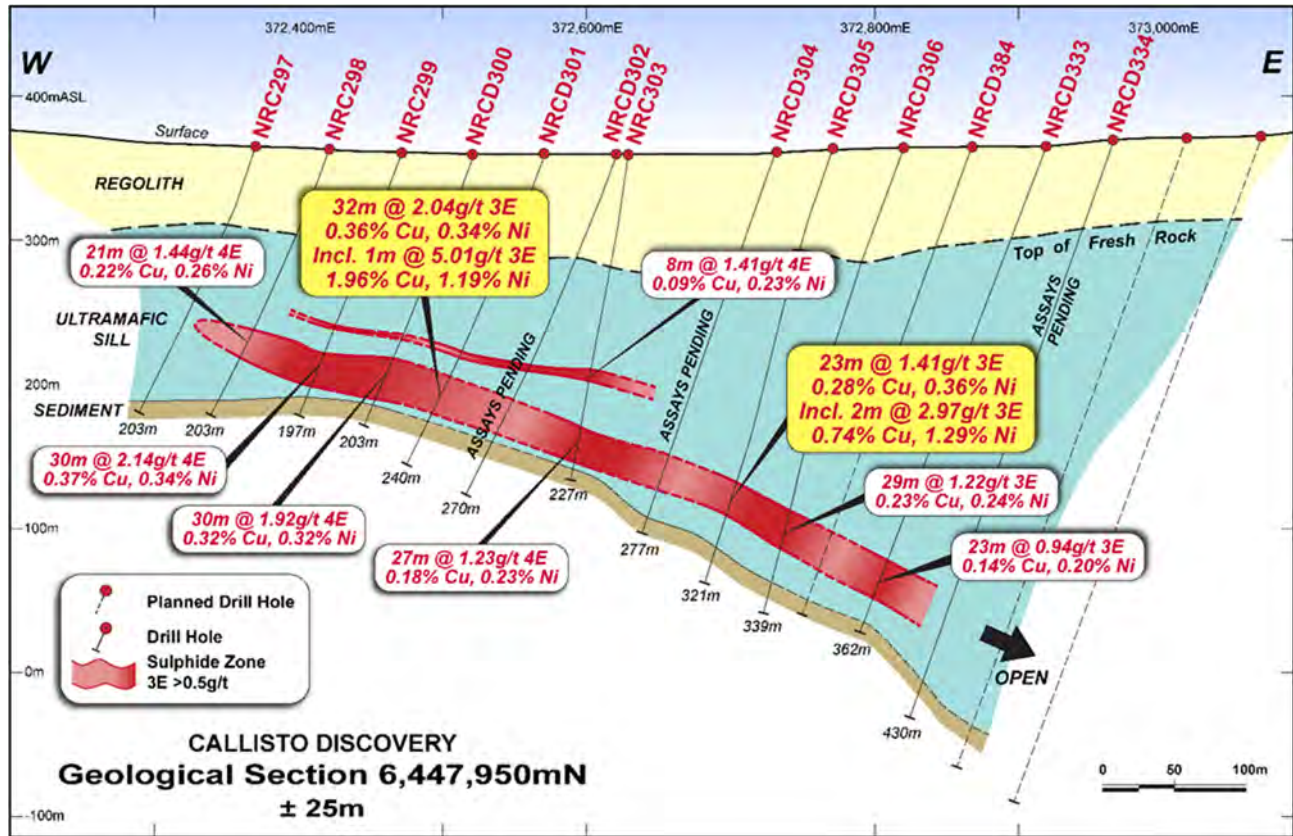 372,400mE
372,600mE
372,800mE
373,000mE
W
E
NRC297
NRC298
NRC299
NRCD300
NRCD301
NRCD302
NRC303
NRCD304
NRCD305
NRCD306
NRCD384
NRCD333
NRCD334
400mASL
Surface
REGOLITH
32m @ 2.04g/t 3E
0.36% Cu, 0.34% Ni
Incl. 1m @ 5.01g/t 3E
1.96% Cu, 1.19% Ni
300m
21m @ 1.44g/t 4E
0.22% Cu, 0.26% Ni
8m @ 1.41g/t 4E
0.09% Cu, 0.23% Ni
Top of Fresh Rock
ASSAYS
PENDING
ULTRAMAFIC
SILL
ASSAYS PENDING
ASSAYS PENDING
23m @ 1.41g/t 3E
0.28% Cu, 0.36% Ni
Incl. 2m @ 2.97g/t 3E
0.74% Cu, 1.29% Ni
200m
SEDIMENT
203m
203m
197m
203m
240m
270m
227m
277m
321m
339m
362m
430m
30m @ 2.14g/t 4E
0.37% Cu, 0.34% Ni
30m @ 1.92g/t 4E
0.32% Cu, 0.32% Ni
27m @ 1.23g/t 4E
0.18% Cu, 0.23% Ni
29m @ 1.22g/t 3E
0.23% Cu, 0.24% Ni
23m @ 0.94g/t 3E
0.14% Cu, 0.20% Ni
100m
Planned Drill Hole
Drill Hole
Sulphide Zone
3E >0.5g/t
0m
OPEN
CALLISTO DISCOVERY
Geological Section 6,447,950mN
± 25m
0 50 100m
-100m